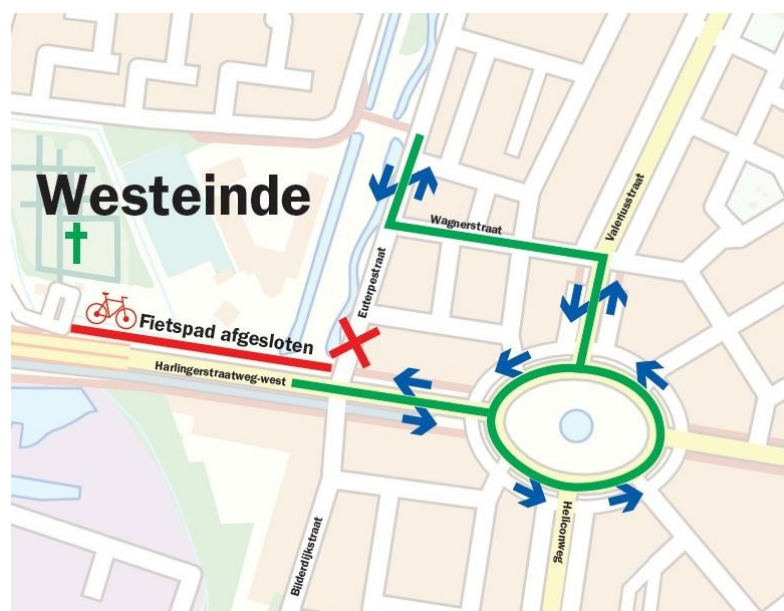 Westeinde
Wagnerstraat
Valeriusstraat
Euterpestraat
Fietspad afgesloten
Harlingerstraatweg-west
Bilderdijkstraat
Heliconweg